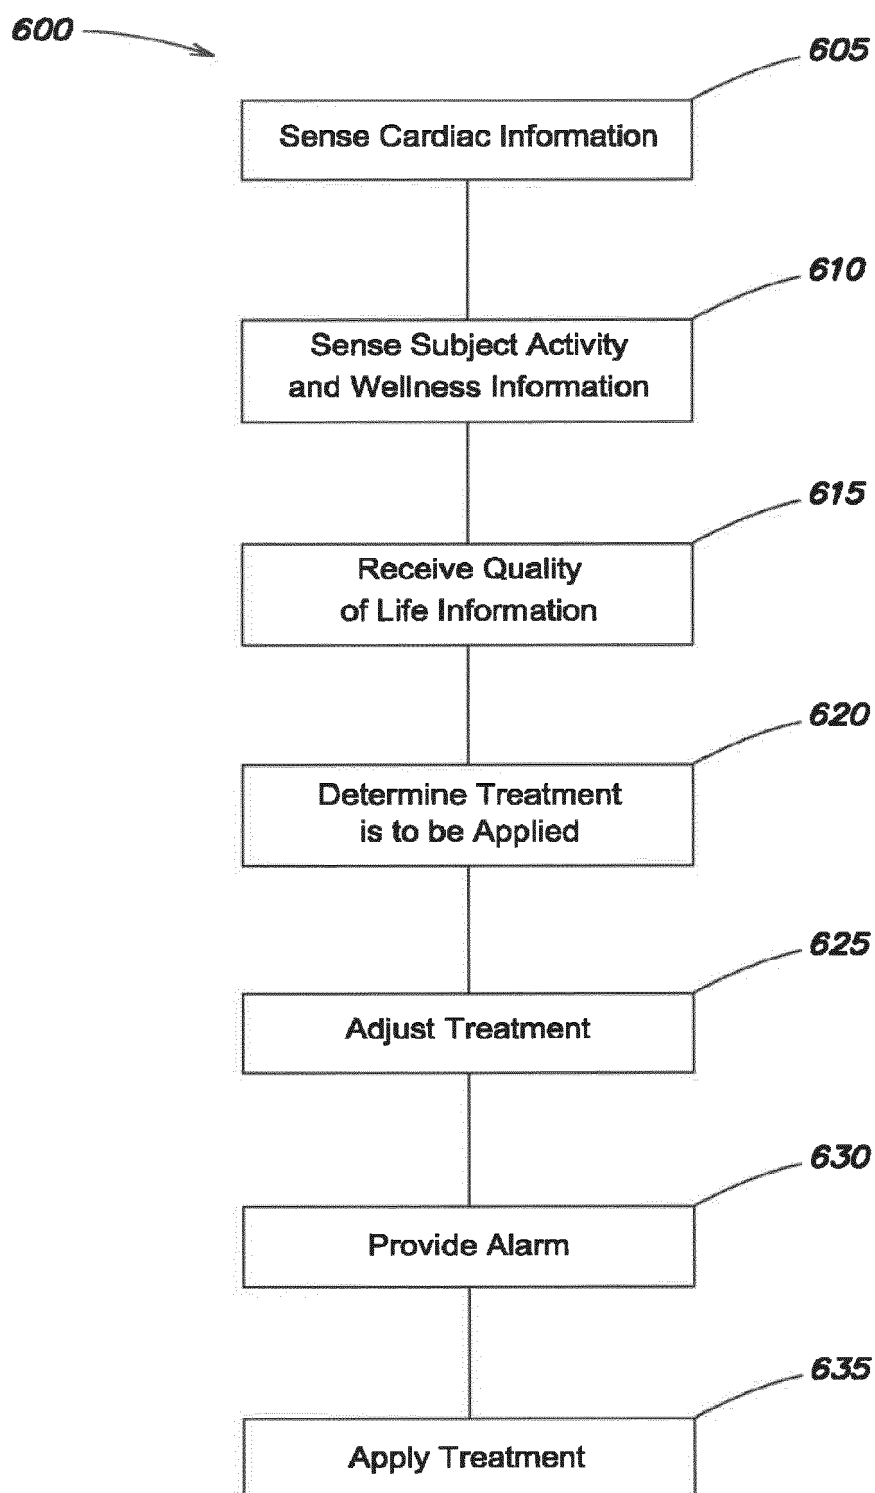 600
605
Sense Cardiac Information
610
Sense Subject Activity
and Wellness Information
615
Receive Quality
of Life Information
620
Determine Treatment
is to be Applied
625
Adjust Treatment
630
Provide Alarm
635
Apply Treatment